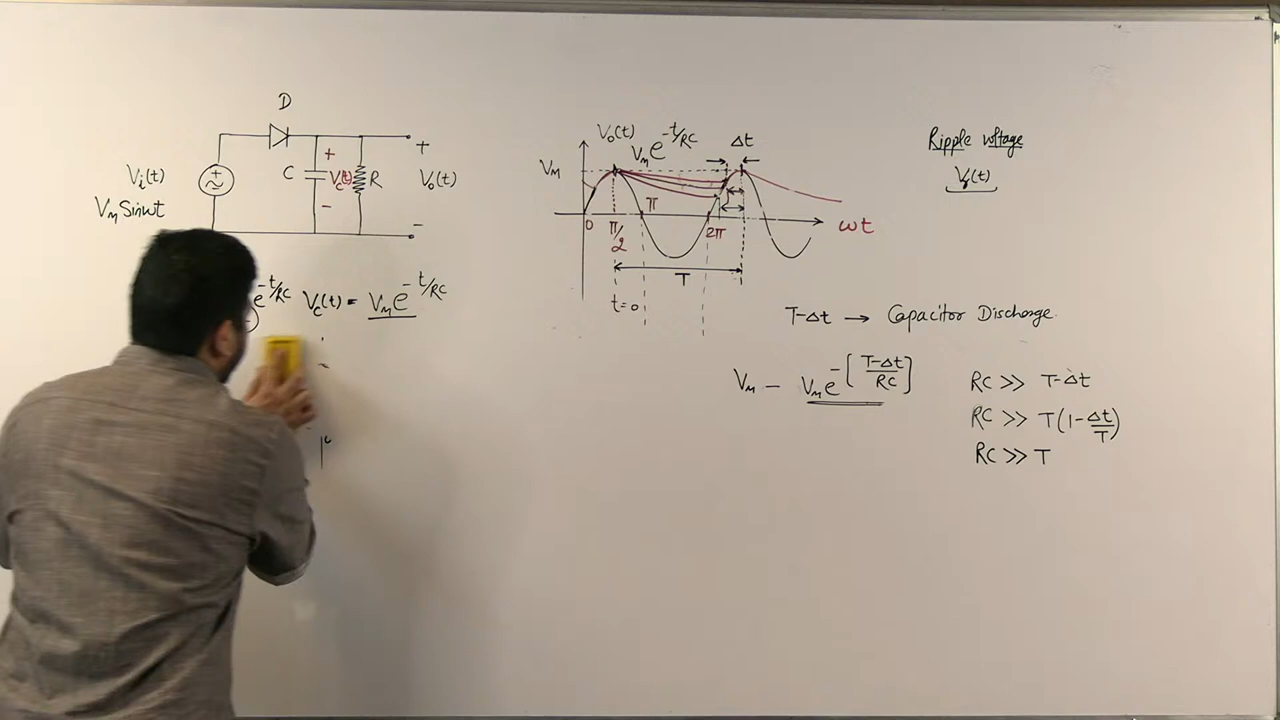 D
+
C
Vc(t)
R
-
+
Vo(t)
-
Vi(t)
VM Sinωt
e^{-t/RC} Vc(t) = VM e^{-t/RC}
Vo(t)
VM e^{-t/RC}
Δt
VM
0
π/2
π
2π
ωt
T
t=0
Ripple voltage
Vr(t)
T-Δt → Capacitor Discharge.
VM - VM e^{-[(T-Δt)/RC]}
RC >> T-Δt
RC >> T(1-Δt/T)
RC >> T